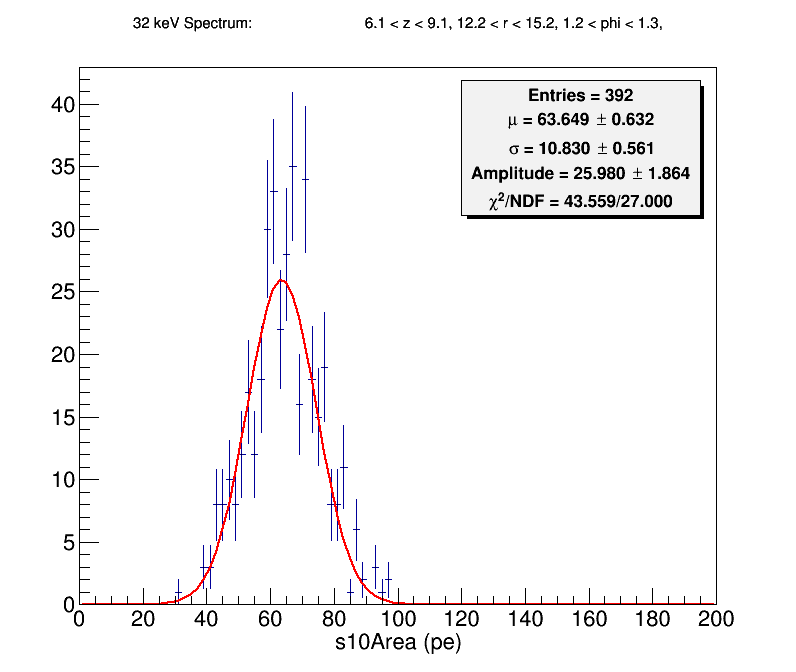 32 keV Spectrum: 6.1 < z < 9.1, 12.2 < r < 15.2, 1.2 < phi < 1.3,
Entries = 392
μ = 63.649 ± 0.632
σ = 10.830 ± 0.561
Amplitude = 25.980 ± 1.864
χ²/NDF = 43.559/27.000
40
35
30
25
20
15
10
5
0
0 20 40 60 80 100 120 140 160 180 200
s10Area (pe)